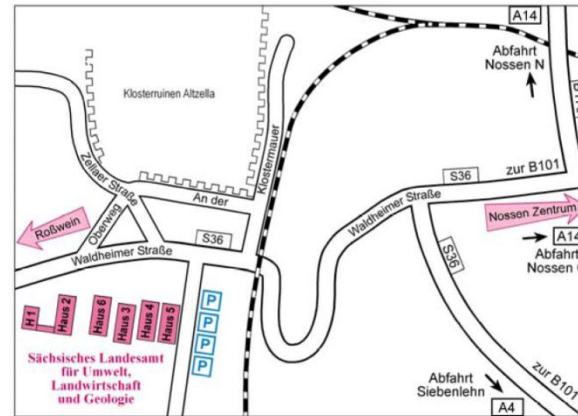 A14
Abfahrt
Nossen N
Klosterruinen Altzella
Zellaer Straße
An der
Klostermauer
S36
zur B101
Roßwein
Oberweg
Waldheimer Straße
S36
Waldheimer Straße
Nossen Zentrum
A14
Abfahrt
Nossen
S36
H 1
Haus 2
Haus 6
Haus 3
Haus 4
Haus 5
P
P
P
P
Sächsisches Landesamt
für Umwelt,
Landwirtschaft
und Geologie
zur B101
Abfahrt
Siebenlehn
A4